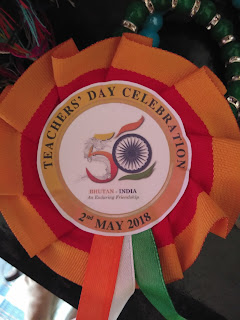 TEACHERS' DAY CELEBRATION
50
BHUTAN - INDIA
An Enduring Friendship
2nd MAY 2018